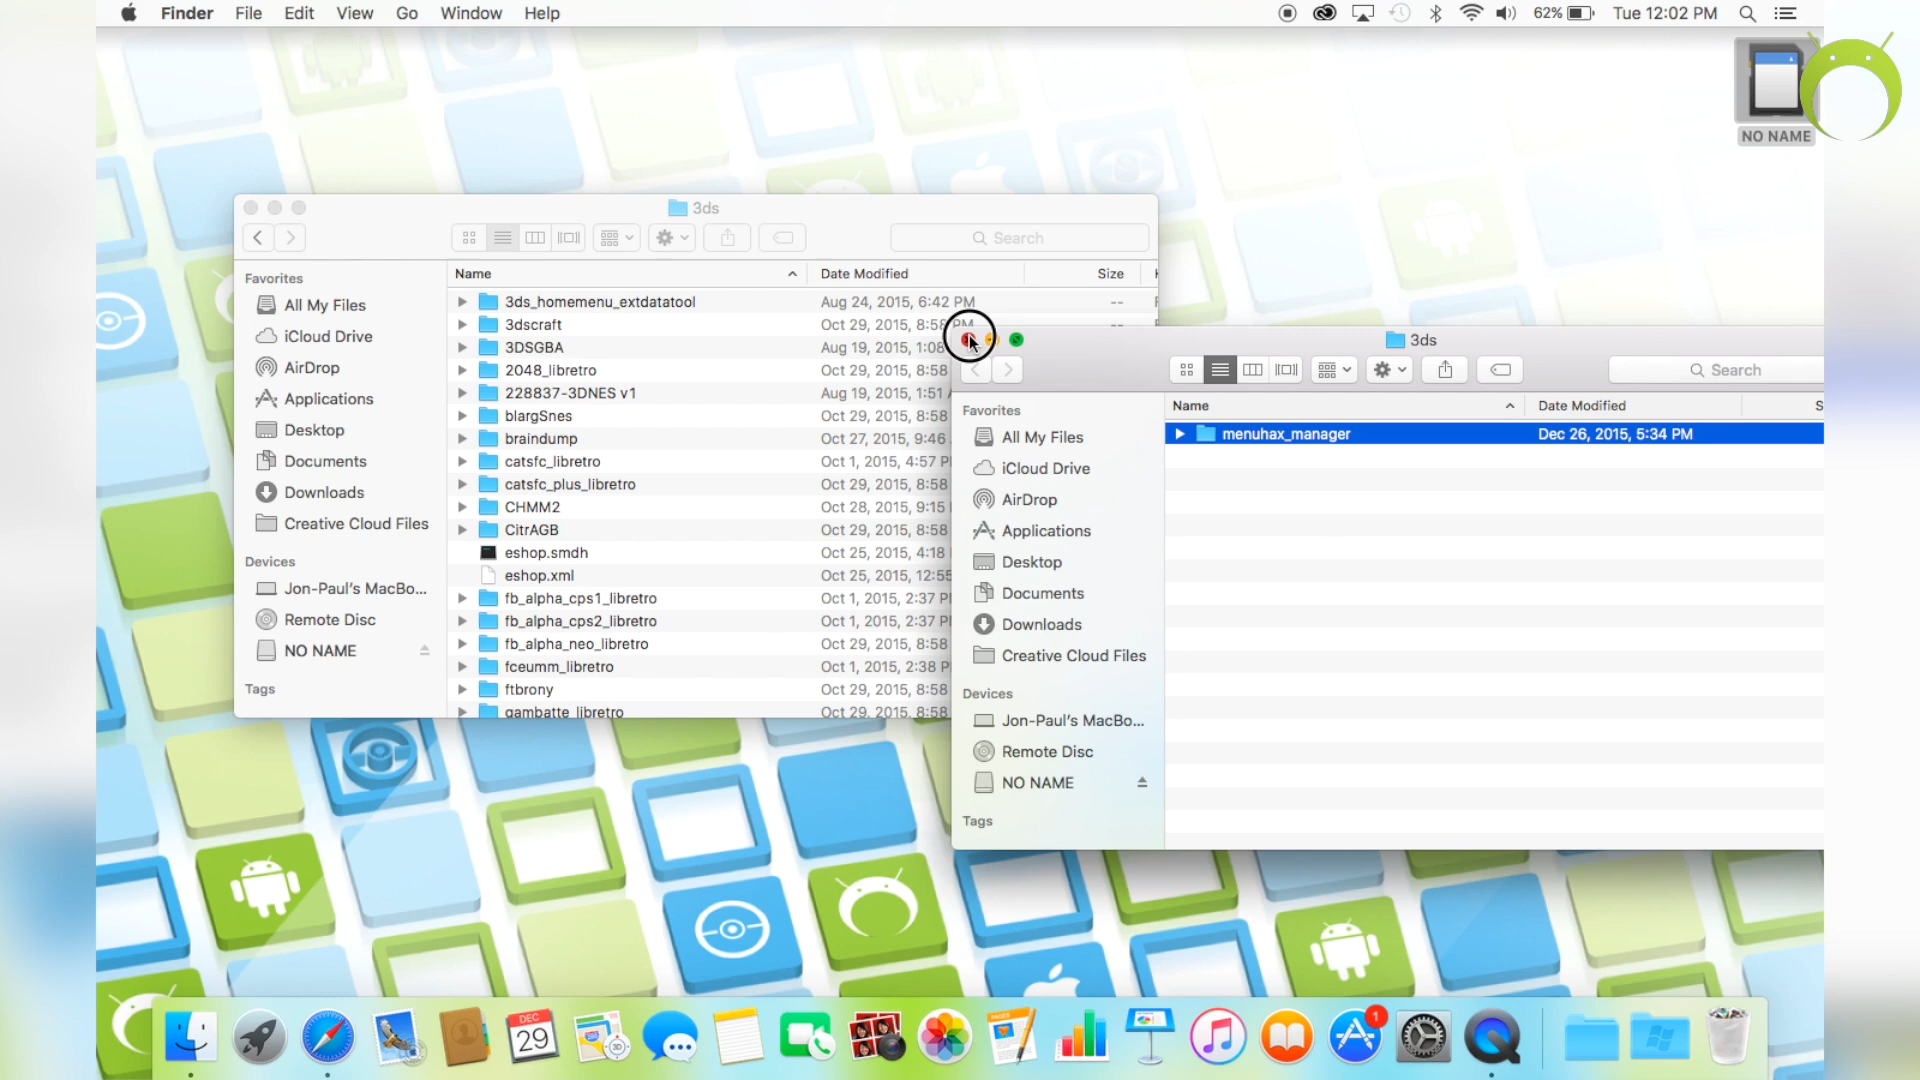 Finder File Edit View Go Window Help 62% Tue 12:02 PM
NO NAME
3ds
Search
Favorites
All My Files
iCloud Drive
AirDrop
Applications
Desktop
Documents
Downloads
Creative Cloud Files
Devices
Jon-Paul's MacBo...
Remote Disc
NO NAME
Tags
Name Date Modified Size
3ds_homemenu_extdatatool Aug 24, 2015, 6:42 PM --
3dscraft Oct 29, 2015, 8:58 PM --
3DSGBA Aug 19, 2015, 1:08
2048_libretro Oct 29, 2015, 8:58
228837-3DNES v1 Aug 19, 2015, 1:51
blargSnes Oct 29, 2015, 8:58
braindump Oct 27, 2015, 9:46
catsfc_libretro Oct 1, 2015, 4:57 P
catsfc_plus_libretro Oct 29, 2015, 8:58
CHMM2 Oct 28, 2015, 9:15
CitrAGB Oct 29, 2015, 8:58
eshop.smdh Oct 25, 2015, 4:18
eshop.xml Oct 25, 2015, 12:55
fb_alpha_cps1_libretro Oct 1, 2015, 2:37 P
fb_alpha_cps2_libretro Oct 1, 2015, 2:37 P
fb_alpha_neo_libretro Oct 29, 2015, 8:58
fceumm_libretro Oct 1, 2015, 2:38 P
ftbrony Oct 29, 2015, 8:58
gambatte_libretro Oct 29, 2015, 8:58
3ds
Search
Favorites
All My Files
iCloud Drive
AirDrop
Applications
Desktop
Documents
Downloads
Creative Cloud Files
Devices
Jon-Paul's MacBo...
Remote Disc
NO NAME
Tags
Name Date Modified S
menuhax_manager Dec 26, 2015, 5:34 PM
DEC
29
3D
PAGES
1